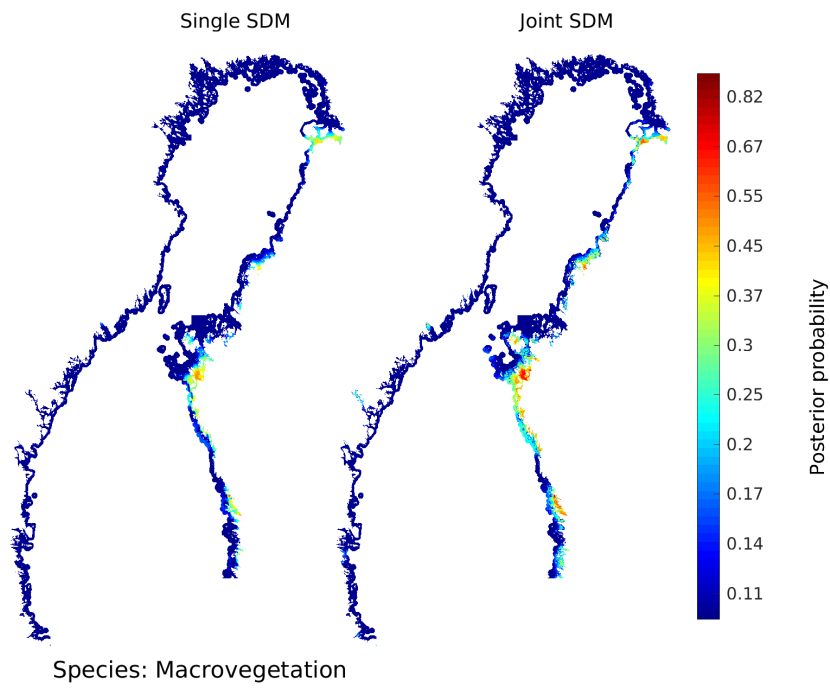 Single SDM
Joint SDM
0.82
0.67
0.55
0.45
0.37
0.3
0.25
0.2
0.17
0.14
0.11
Posterior probability
Species: Macrovegetation